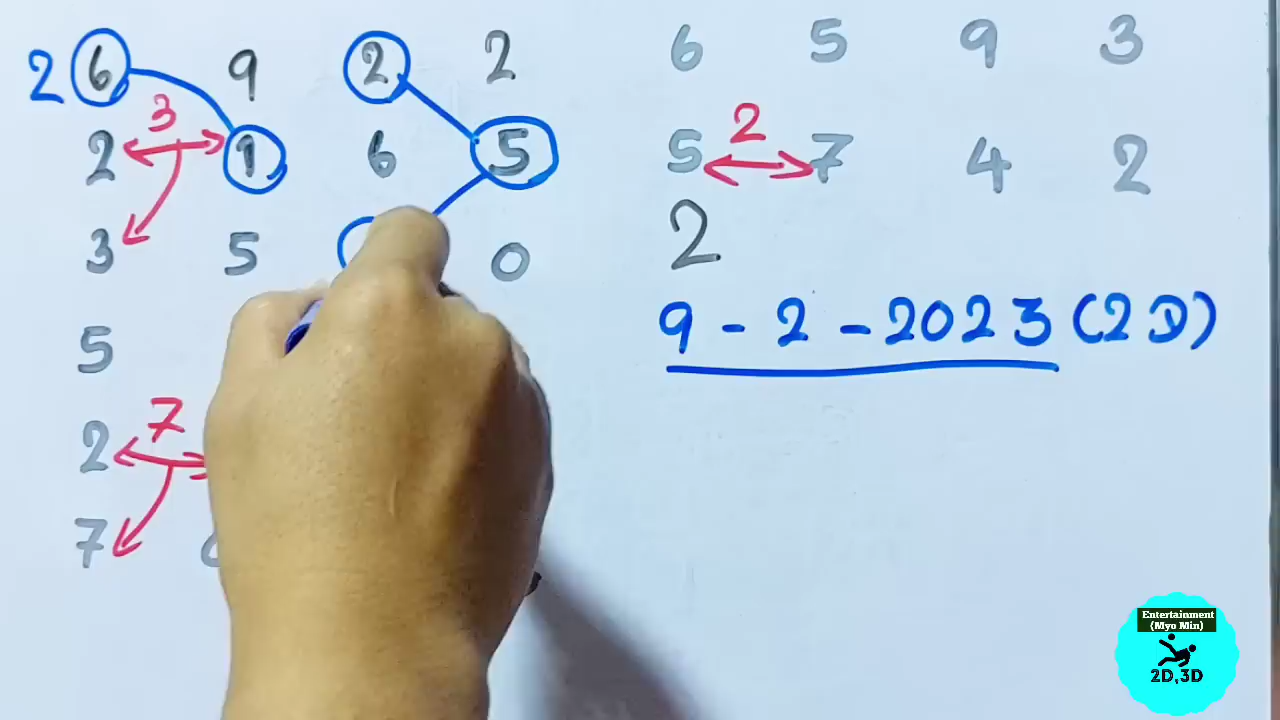 2 6 9 2 2
3
2 1 6 5
3 5 0
5
7
2
7
6 5 9 3
2
5 7 4 2
2
9 - 2 - 2023 (2D)
Entertainment
(Myo Min)
2D,3D